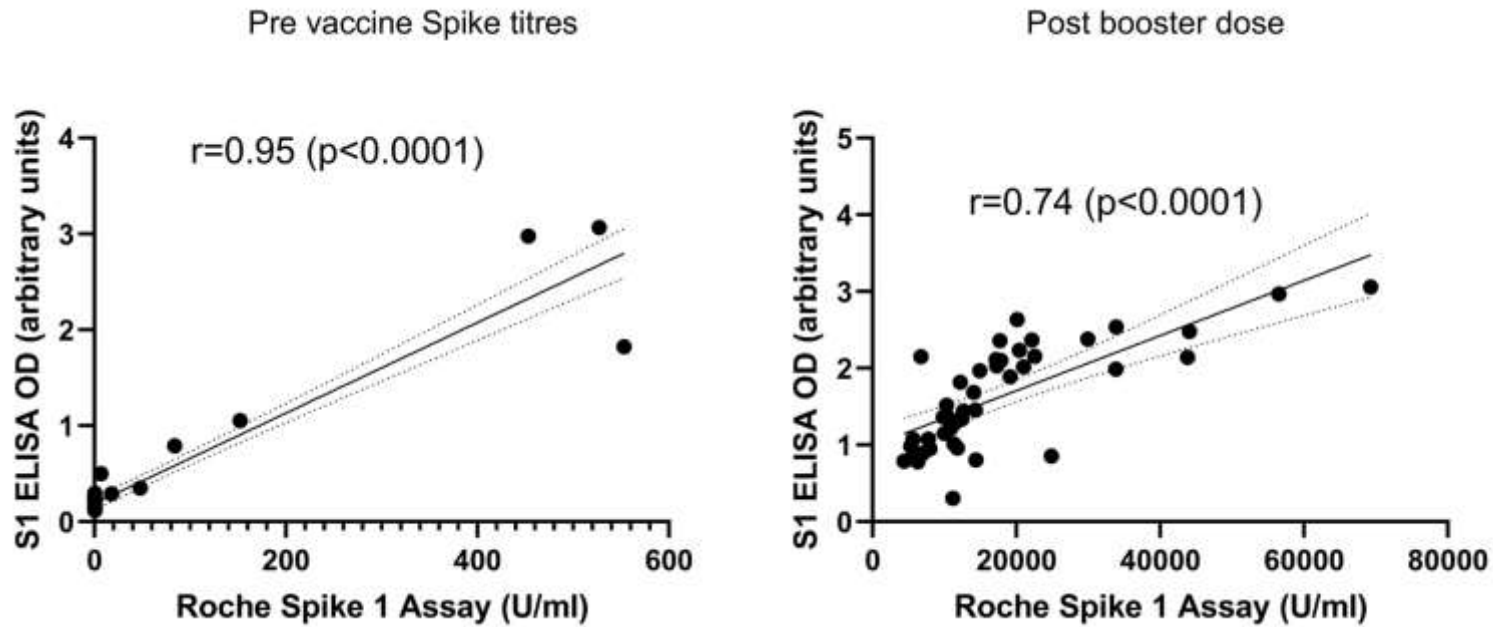 Pre vaccine Spike titres
Post booster dose
S1 ELISA OD (arbitrary units)
4
3
2
1
0
r=0.95 (p<0.0001)
0
200
400
600
Roche Spike 1 Assay (U/ml)
S1 ELISA OD (arbitrary units)
5
4
3
2
1
0
r=0.74 (p<0.0001)
0
20000
40000
60000
80000
Roche Spike 1 Assay (U/ml)